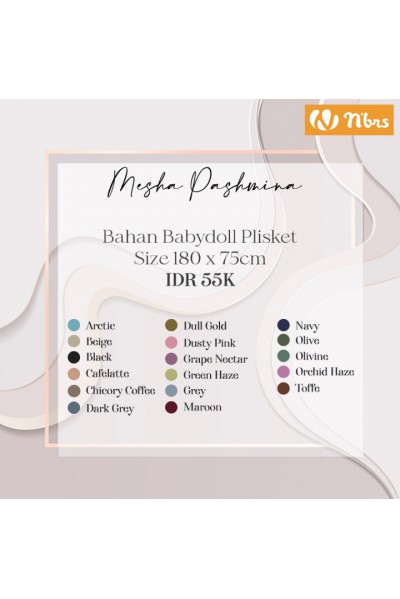 N'brs
Mesha Pashmina
Bahan Babydoll Plisket
Size 180 x 75cm
IDR 55K
Arctic
Beige
Black
Cafelatte
Chicory Coffee
Dark Grey
Dull Gold
Dusty Pink
Grape Nectar
Green Haze
Grey
Maroon
Navy
Olive
Olivine
Orchid Haze
Toffe